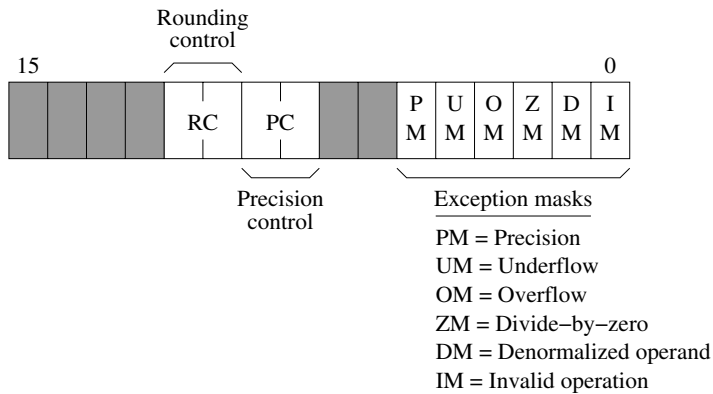 Rounding
control
15
0
RC
PC
P
M
U
M
O
M
Z
M
D
M
I
M
Precision
control
Exception masks
PM = Precision
UM = Underflow
OM = Overflow
ZM = Divide−by−zero
DM = Denormalized operand
IM = Invalid operation